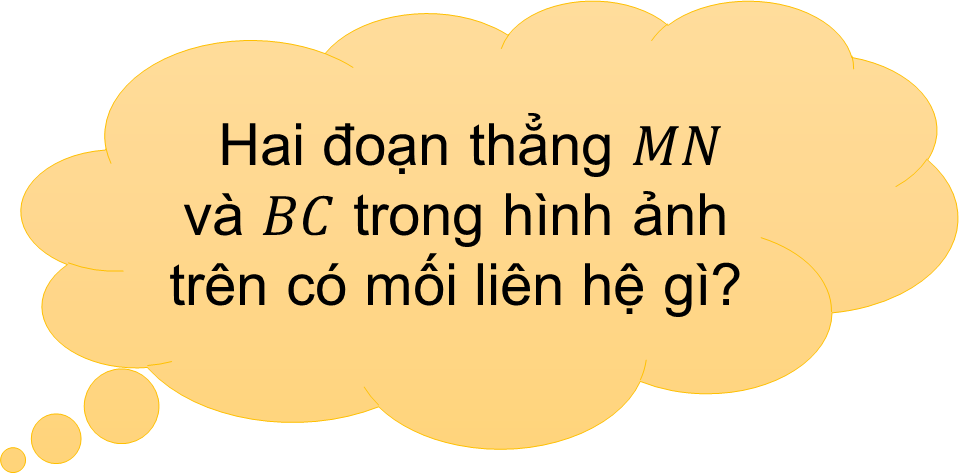 Hai đoạn thẳng 𝑀𝑁
và 𝐵𝐶 trong hình ảnh
trên có mối liên hệ gì?